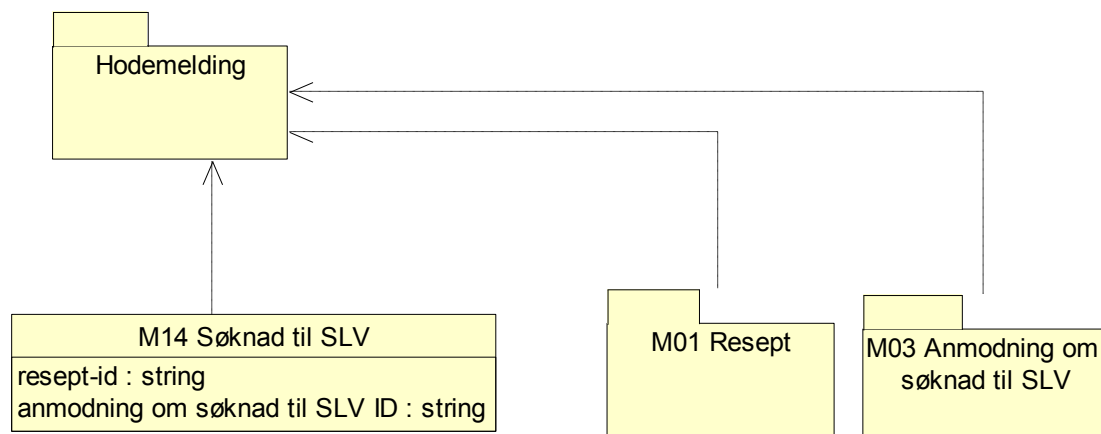 Hodemelding
M14 Søknad til SLV
resept-id : string
anmodning om søknad til SLV ID : string
M01 Resept
M03 Anmodning om
søknad til SLV